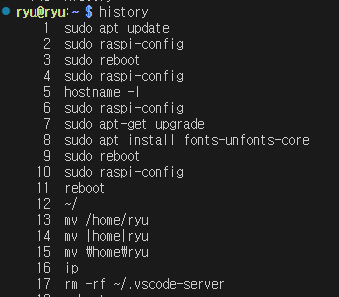 ryu@ryu:~ $ history
1 sudo apt update
2 sudo raspi-config
3 sudo reboot
4 sudo raspi-config
5 hostname -I
6 sudo raspi-config
7 sudo apt-get upgrade
8 sudo apt install fonts-unfonts-core
9 sudo reboot
10 sudo raspi-config
11 reboot
12 ~/
13 mv /home/ryu
14 mv |home|ryu
15 mv ₩home₩ryu
16 ip
17 rm -rf ~/.vscode-server